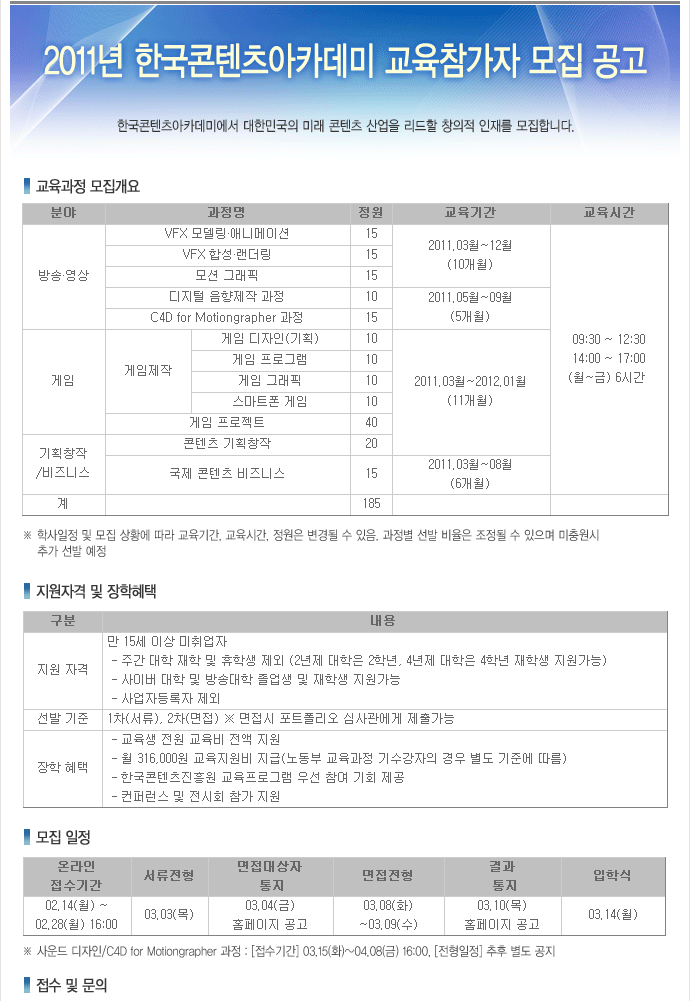 2011년 한국콘텐츠아카데미 교육참가자 모집 공고
한국콘텐츠아카데미에서 대한민국의 미래 콘텐츠 산업을 리드할 창의적 인재를 모집합니다.
교육과정 모집개요
분야 과정명 정원 교육기간 교육시간
방송·영상
VFX 모델링·애니메이션 15
VFX 합성·랜더링 15
모션 그래픽 15
2011.03월~12월
(10개월)
디지털 음향제작 과정 10
C4D for Motiongrapher 과정 15
2011.05월~09월
(5개월)
게임
게임제작
게임 디자인(기획) 10
게임 프로그램 10
게임 그래픽 10
스마트폰 게임 10
게임 프로젝트 40
2011.03월~2012.01월
(11개월)
기획창작
/비즈니스
콘텐츠 기획창작 20
국제 콘텐츠 비즈니스 15
2011.03월~08월
(6개월)
09:30 ~ 12:30
14:00 ~ 17:00
(월~금) 6시간
계 185
※ 학사일정 및 모집 상황에 따라 교육기간, 교육시간, 정원은 변경될 수 있음, 과정별 선발 비율은 조정될 수 있으며 미충원시
추가 선발 예정
지원자격 및 장학혜택
구분 내용
지원 자격
만 15세 이상 미취업자
- 주간 대학 재학 및 휴학생 제외 (2년제 대학은 2학년, 4년제 대학은 4학년 재학생 지원가능)
- 사이버 대학 및 방송대학 졸업생 및 재학생 지원가능
- 사업자등록자 제외
선발 기준 1차(서류), 2차(면접) ※ 면접시 포트폴리오 심사관에게 제출가능
장학 혜택
- 교육생 전원 교육비 전액 지원
- 월 316,000원 교육지원비 지급(노동부 교육과정 기수강자의 경우 별도 기준에 따름)
- 한국콘텐츠진흥원 교육프로그램 우선 참여 기회 제공
- 컨퍼런스 및 전시회 참가 지원
모집 일정
온라인
접수기간
서류전형
면접대상자
통지
면접전형
결과
통지
입학식
02.14(월) ~
02.28(월) 16:00
03.03(목)
03.04(금)
홈페이지 공고
03.08(화)
~03.09(수)
03.10(목)
홈페이지 공고
03.14(월)
※ 사운드 디자인/C4D for Motiongrapher 과정 : [접수기간] 03.15(화)~04.08(금) 16:00, [전형일정] 추후 별도 공지
접수 및 문의